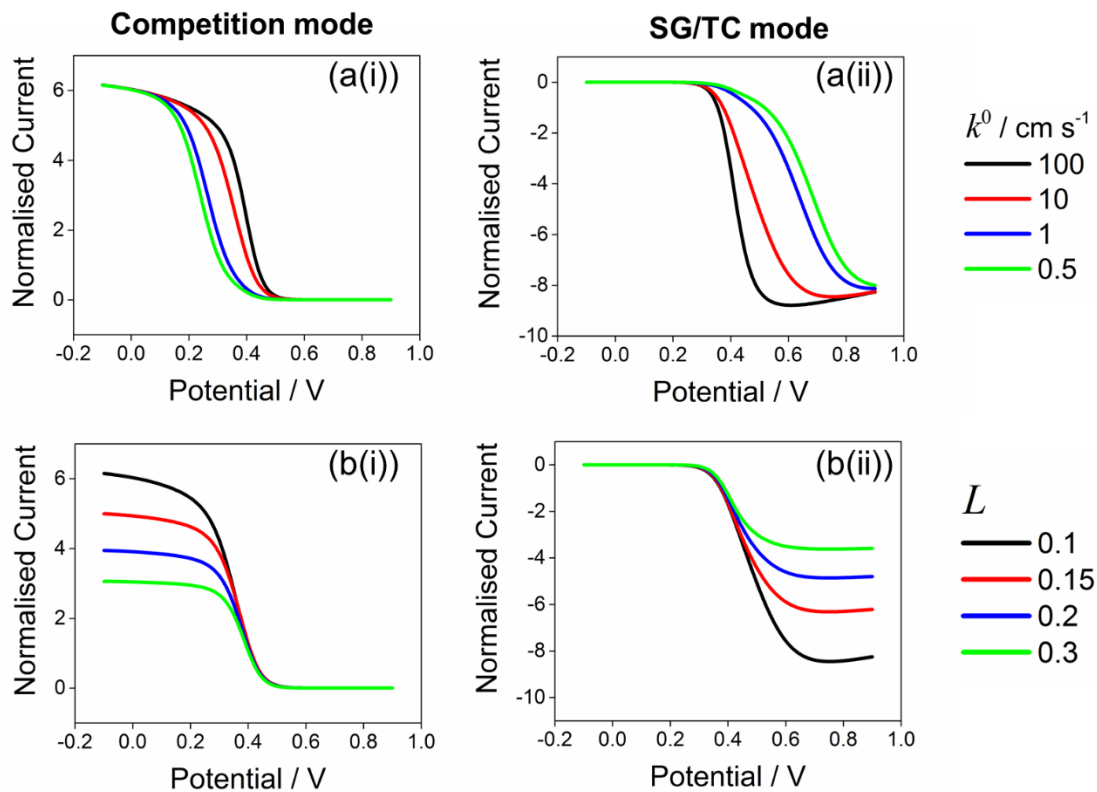 Competition mode
SG/TC mode
(a(i))
Normalised Current
6
4
2
0
-0.2 0.0 0.2 0.4 0.6 0.8 1.0
Potential / V
(a(ii))
Normalised Current
0
-2
-4
-6
-8
-10
-0.2 0.0 0.2 0.4 0.6 0.8 1.0
Potential / V
k⁰ / cm s⁻¹
100
10
1
0.5
(b(i))
Normalised Current
6
4
2
0
-0.2 0.0 0.2 0.4 0.6 0.8 1.0
Potential / V
(b(ii))
Normalised Current
0
-2
-4
-6
-8
-10
-0.2 0.0 0.2 0.4 0.6 0.8 1.0
Potential / V
L
0.1
0.15
0.2
0.3